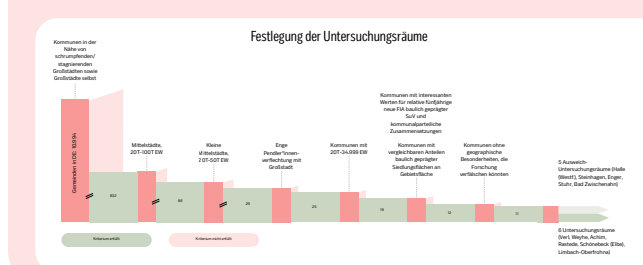 Festlegung der Untersuchungsräume
Kommunen in der
Nähe von
schrumpfenden/
stagnierenden
Großstädten sowie
Großstädte selbst
Gemeinden in DE: 10.994
Mittelstädte,
20T-100T EW
Kleine
Mittelstädte,
2 0T-50T EW
Enge
Pendler*innen-
verflechtung mit
Großstadt
Kommunen mit
20T-34.999 EW
Kommunen mit interessanten
Werten für relative fünfjährige
neue FIA baulich geprägter
SuV und
kommunalparteiliche
Zusammensetzungen
Kommunen mit
vergleichbaren Anteilen
baulich geprägter
Siedlungsflächen an
Gebietsfläche
Kommunen ohne
geographische
Besonderheiten, die
Forschung
verfälschen könnten
5 Ausweich-
Untersuchungsräume (Halle
(Westf.), Steinhagen, Enger,
Stuhr, Bad Zwischenahn)
6 Untersuchungsräume
(Verl, Weyhe, Achim,
Rastede, Schönebeck (Elbe),
Limbach-Oberfrohna)
Kriterium erfüllt
Kriterium nicht erfüllt